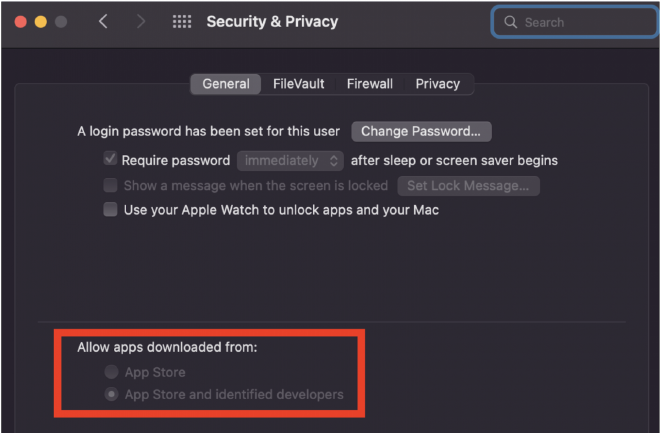 Security & Privacy
Search
General FileVault Firewall Privacy
A login password has been set for this user Change Password...
Require password immediately after sleep or screen saver begins
Show a message when the screen is locked Set Lock Message...
Use your Apple Watch to unlock apps and your Mac
Allow apps downloaded from:
App Store
App Store and identified developers